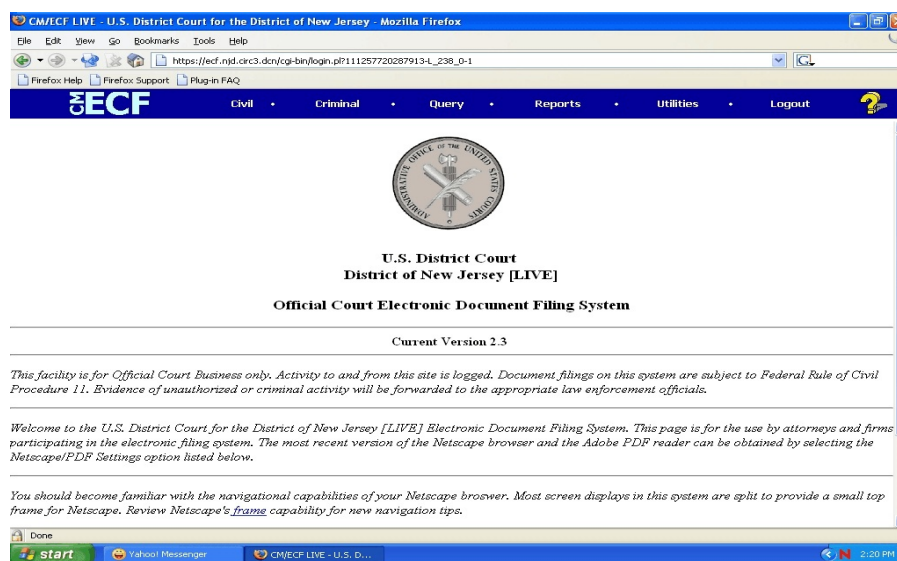 CM/ECF LIVE - U.S. District Court for the District of New Jersey - Mozilla Firefox
File Edit View Go Bookmarks Tools Help
https://ecf.njd.circ3.dcn/cgi-bin/login.pl?111257720287913-L_238_0-1
G
Firefox Help Firefox Support Plug-in FAQ
CM ECF Civil • Criminal • Query • Reports • Utilities • Logout ?
ADMINISTRATIVE OFFICE OF THE UNITED STATES COURTS
U.S. District Court
District of New Jersey [LIVE]
Official Court Electronic Document Filing System
Current Version 2.3
This facility is for Official Court Business only. Activity to and from this site is logged. Document filings on this system are subject to Federal Rule of Civil
Procedure 11. Evidence of unauthorized or criminal activity will be forwarded to the appropriate law enforcement officials.
Welcome to the U.S. District Court for the District of New Jersey [LIVE] Electronic Document Filing System. This page is for the use by attorneys and firms
participating in the electronic filing system. The most recent version of the Netscape browser and the Adobe PDF reader can be obtained by selecting the
Netscape/PDF Settings option listed below.
You should become familiar with the navigational capabilities of your Netscape broswer. Most screen displays in this system are split to provide a small top
frame for Netscape. Review Netscape's frame capability for new navigation tips.
Done
start Yahoo! Messenger CM/ECF LIVE - U.S. D... N 2:20 PM